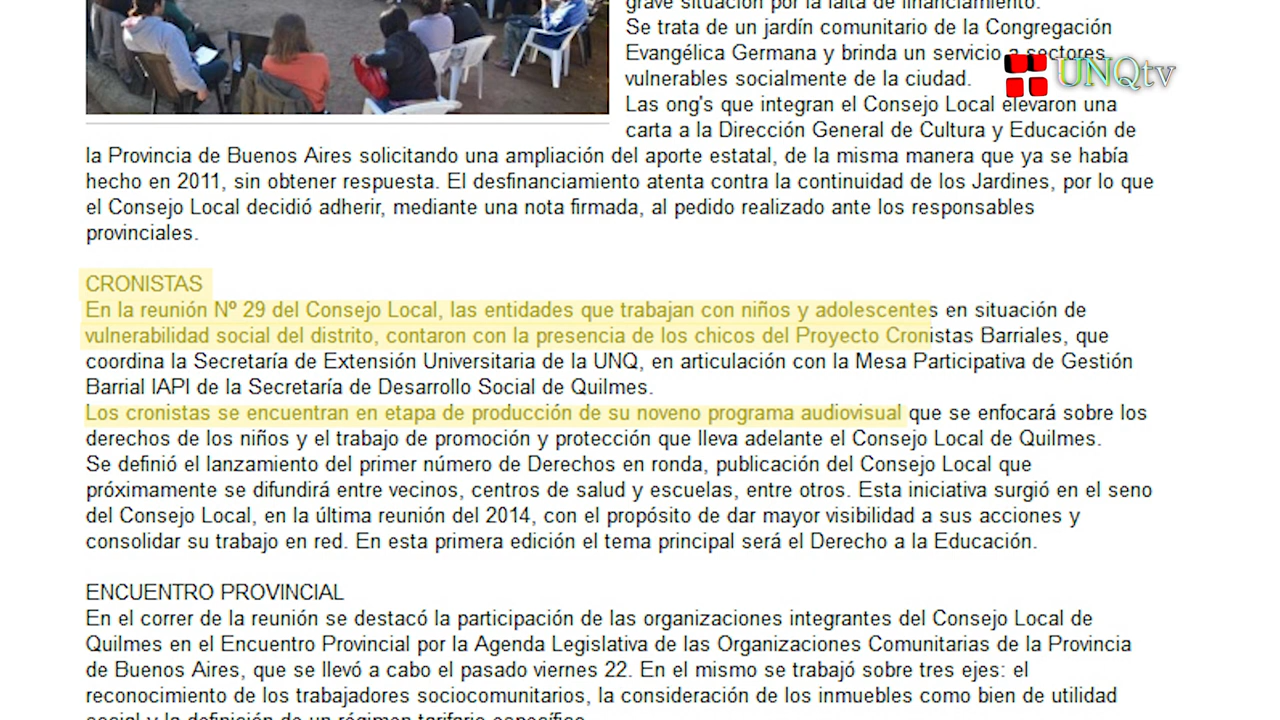 grave situación por la falta de financiamiento.
Se trata de un jardín comunitario de la Congregación
Evangélica Germana y brinda un servicio a sectores
vulnerables socialmente de la ciudad.
UNQtv
Las ong's que integran el Consejo Local elevaron una
carta a la Dirección General de Cultura y Educación de
la Provincia de Buenos Aires solicitando una ampliación del aporte estatal, de la misma manera que ya se había
hecho en 2011, sin obtener respuesta. El desfinanciamiento atenta contra la continuidad de los Jardines, por lo que
el Consejo Local decidió adherir, mediante una nota firmada, al pedido realizado ante los responsables
provinciales.
CRONISTAS
En la reunión Nº 29 del Consejo Local, las entidades que trabajan con niños y adolescentes en situación de
vulnerabilidad social del distrito, contaron con la presencia de los chicos del Proyecto Cronistas Barriales, que
coordina la Secretaría de Extensión Universitaria de la UNQ, en articulación con la Mesa Participativa de Gestión
Barrial IAPI de la Secretaría de Desarrollo Social de Quilmes.
Los cronistas se encuentran en etapa de producción de su noveno programa audiovisual que se enfocará sobre los
derechos de los niños y el trabajo de promoción y protección que lleva adelante el Consejo Local de Quilmes.
Se definió el lanzamiento del primer número de Derechos en ronda, publicación del Consejo Local que
próximamente se difundirá entre vecinos, centros de salud y escuelas, entre otros. Esta iniciativa surgió en el seno
del Consejo Local, en la última reunión del 2014, con el propósito de dar mayor visibilidad a sus acciones y
consolidar su trabajo en red. En esta primera edición el tema principal será el Derecho a la Educación.
ENCUENTRO PROVINCIAL
En el correr de la reunión se destacó la participación de las organizaciones integrantes del Consejo Local de
Quilmes en el Encuentro Provincial por la Agenda Legislativa de las Organizaciones Comunitarias de la Provincia
de Buenos Aires, que se llevó a cabo el pasado viernes 22. En el mismo se trabajó sobre tres ejes: el
reconocimiento de los trabajadores sociocomunitarios, la consideración de los inmuebles como bien de utilidad
social y la definición de un régimen tarifario específico.